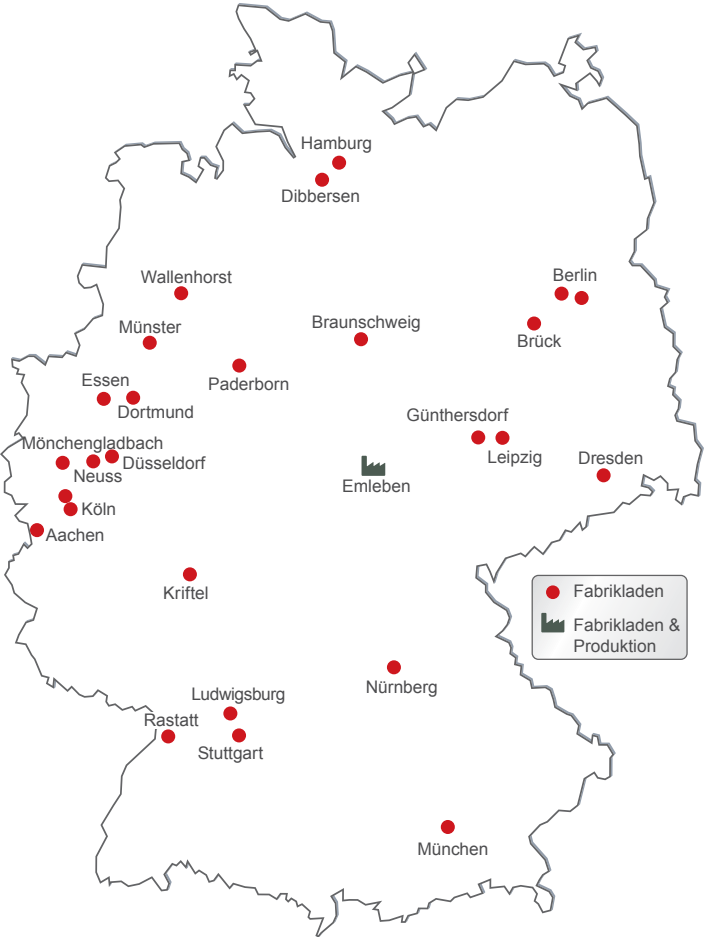 Hamburg
Dibbersen
Wallenhorst
Berlin
Münster
Braunschweig
Brück
Essen
Paderborn
Dortmund
Günthersdorf
Mönchengladbach
Leipzig
Düsseldorf
Dresden
Neuss
Emleben
Köln
Aachen
Kriftel
Fabrikladen
Fabrikladen &
Produktion
Nürnberg
Ludwigsburg
Rastatt
Stuttgart
München